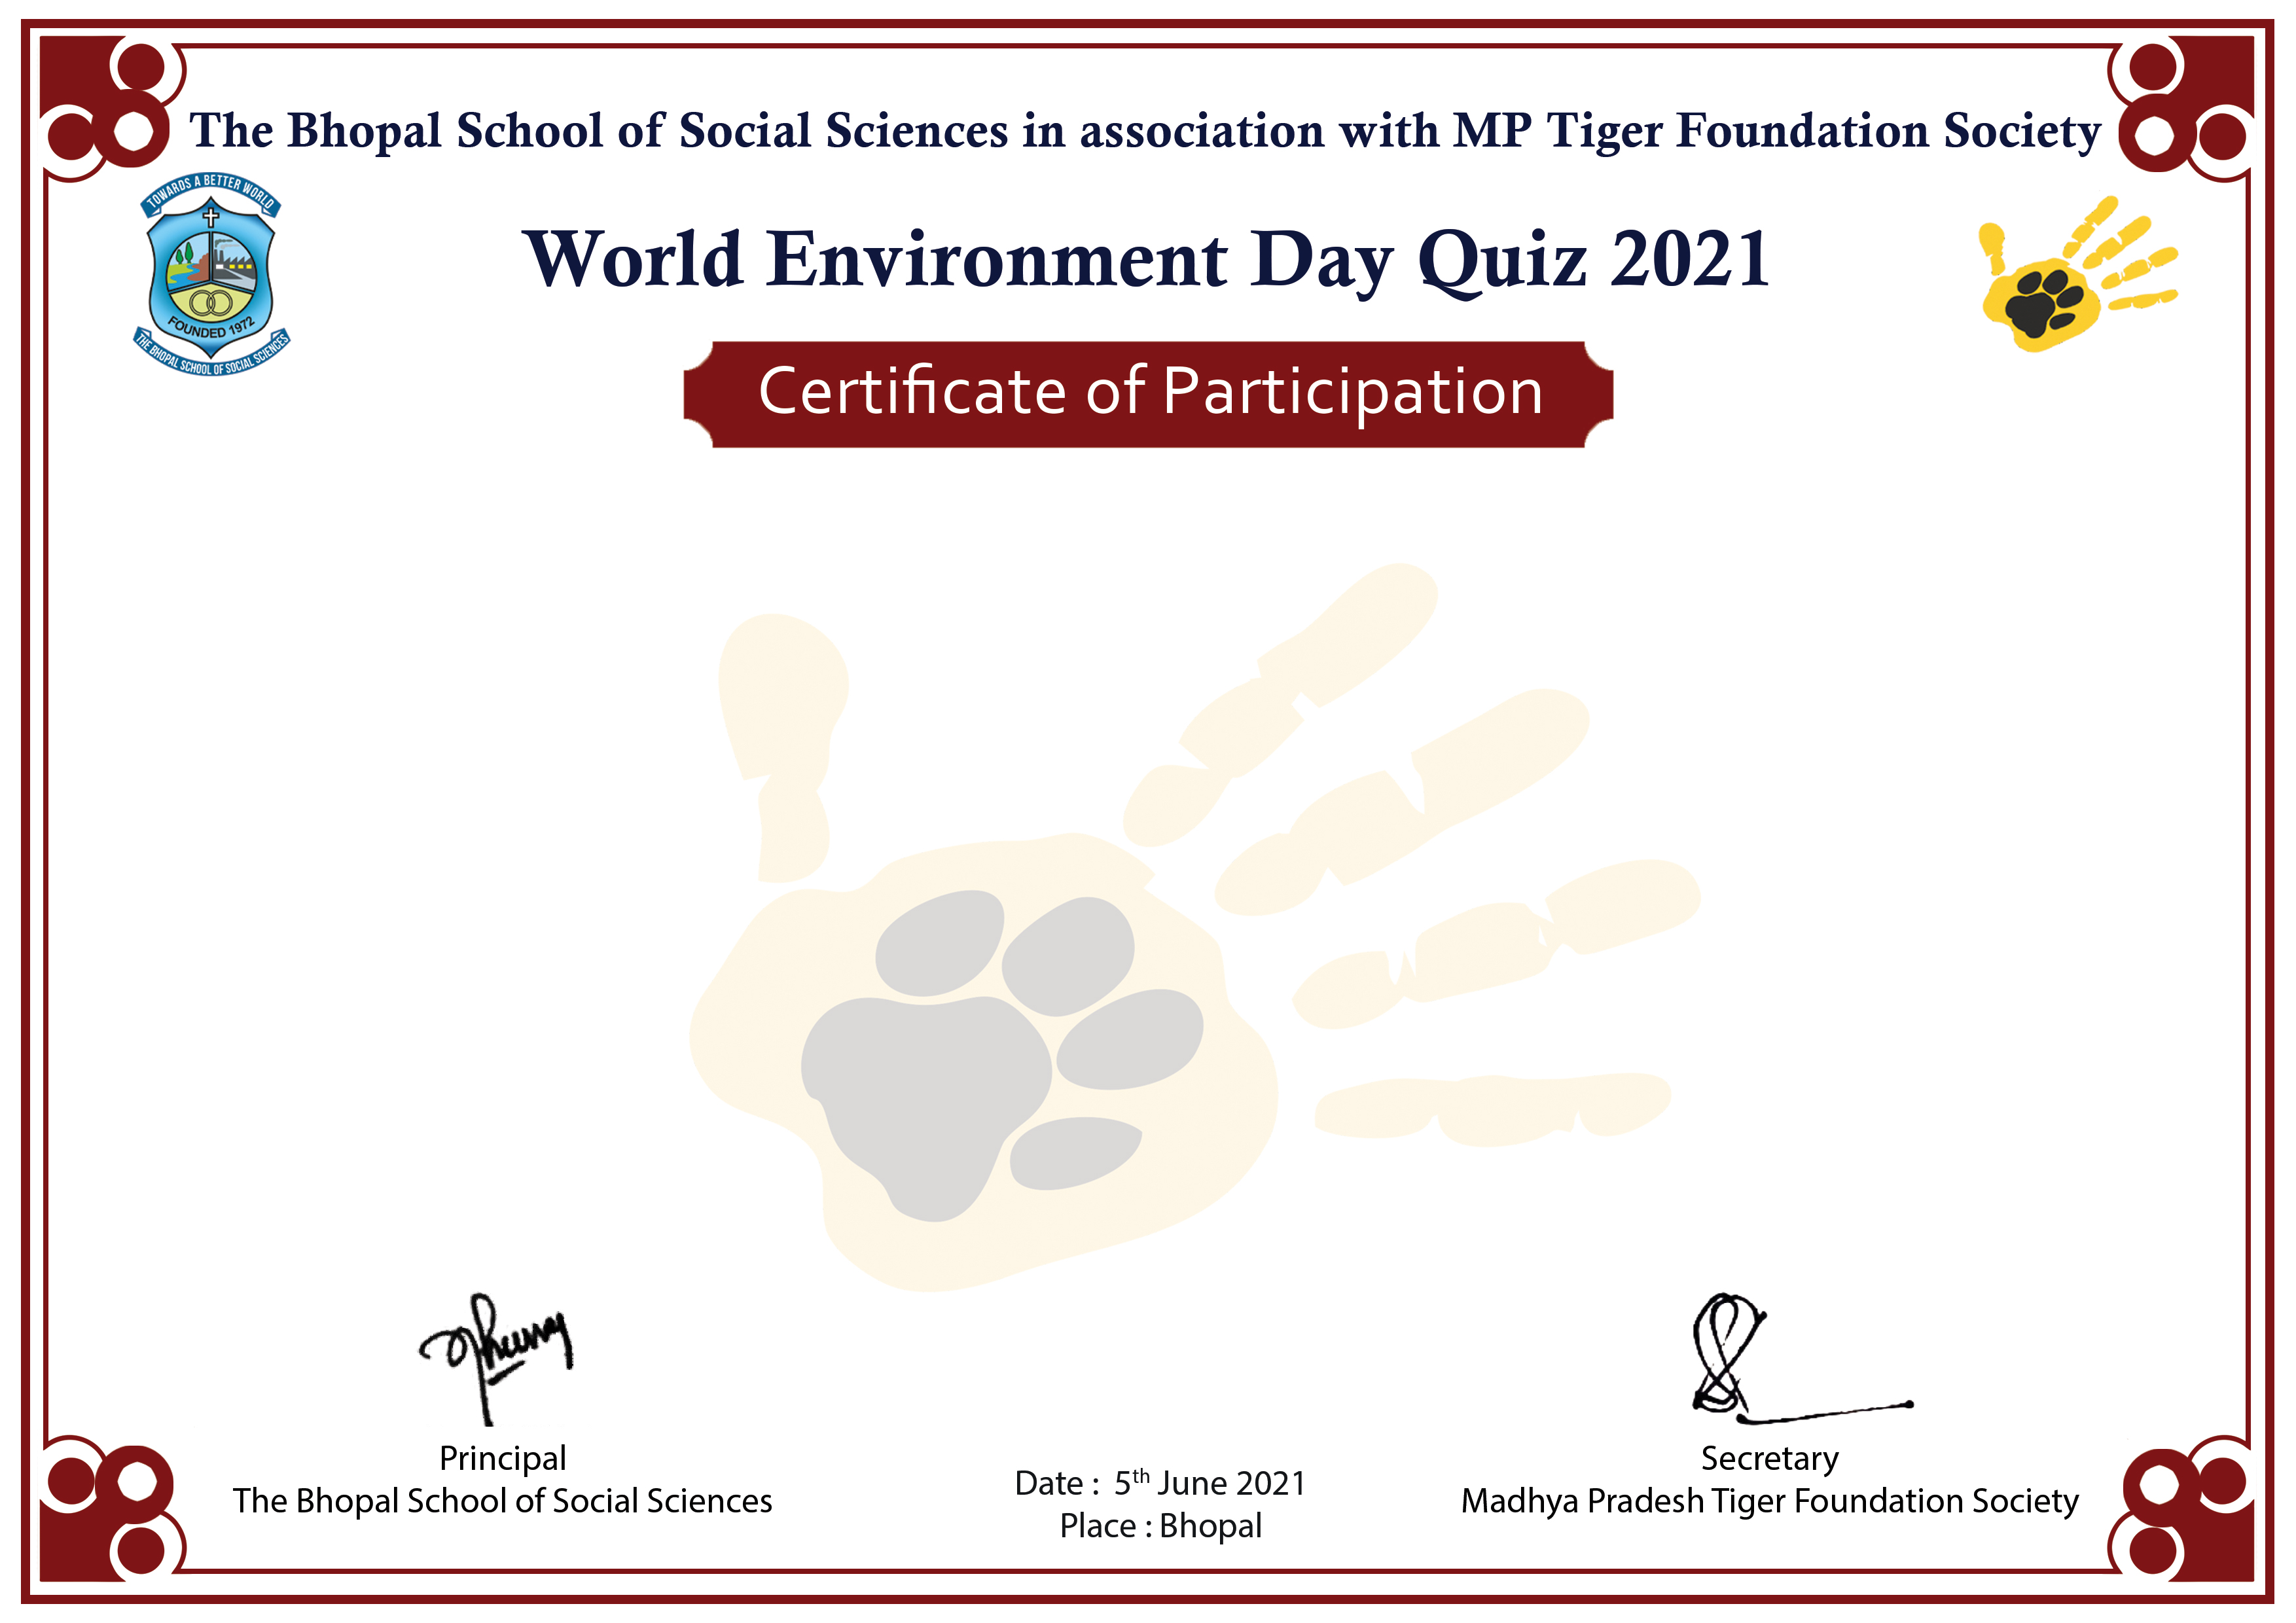 The Bhopal School of Social Sciences in association with MP Tiger Foundation Society
TOWARDS A BETTER WORLD
FOUNDED 1972
THE BHOPAL SCHOOL OF SOCIAL SCIENCES
World Environment Day Quiz 2021
Certificate of Participation
Principal
The Bhopal School of Social Sciences
Date : 5th June 2021
Place : Bhopal
Secretary
Madhya Pradesh Tiger Foundation Society